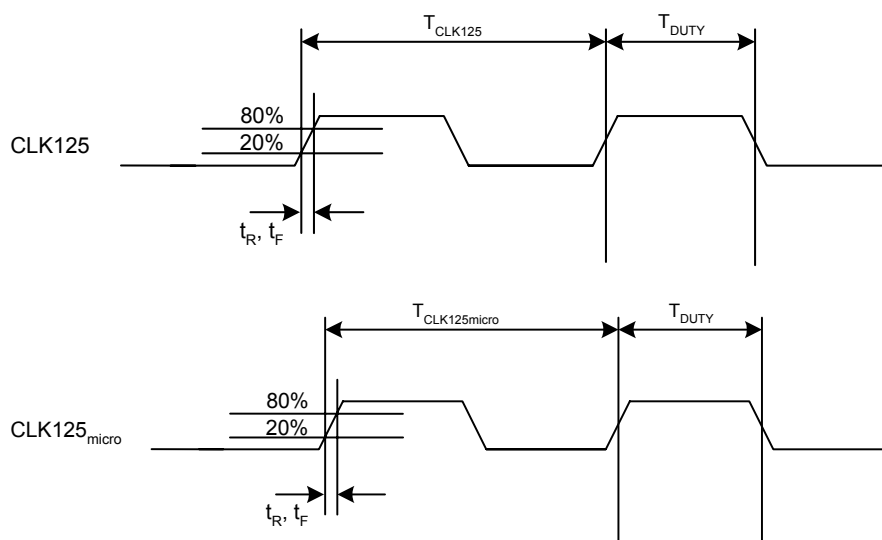 T_CLK125 T_DUTY
80%
CLK125 20%
t_R, t_F
T_CLK125micro T_DUTY
80%
CLK125_micro 20%
t_R, t_F